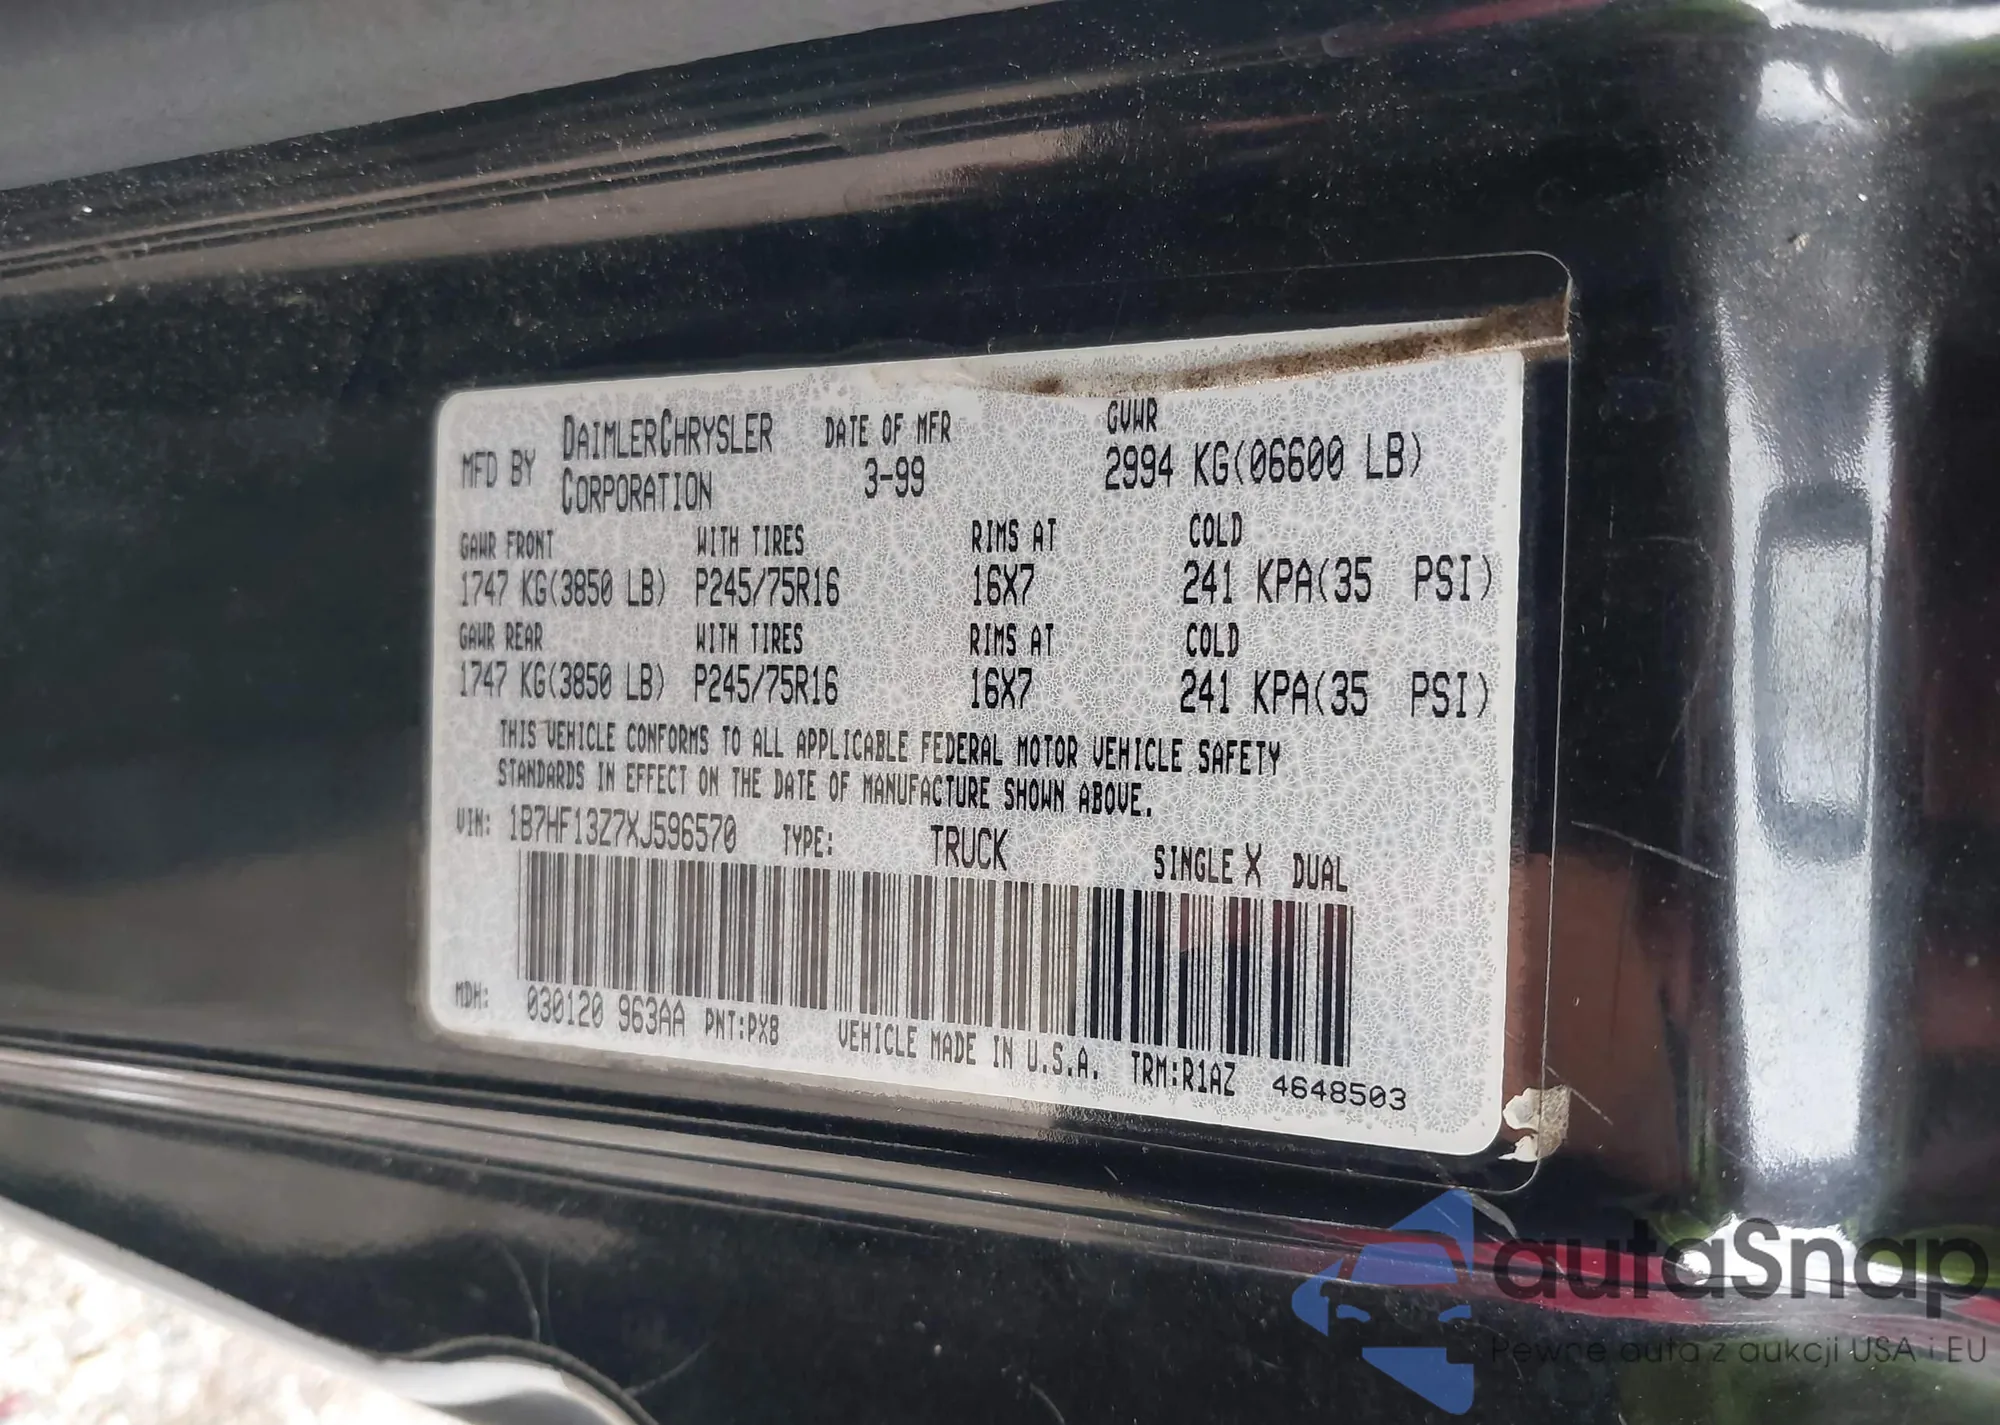 MFD BY DAIMLERCHRYSLER CORPORATION DATE OF MFR 3-99 GVWR 2994 KG(06600 LB)
GAWR FRONT WITH TIRES RIMS AT COLD
1747 KG(3850 LB) P245/75R16 16X7 241 KPA(35 PSI)
GAWR REAR WITH TIRES RIMS AT COLD
1747 KG(3850 LB) P245/75R16 16X7 241 KPA(35 PSI)
THIS VEHICLE CONFORMS TO ALL APPLICABLE FEDERAL MOTOR VEHICLE SAFETY
STANDARDS IN EFFECT ON THE DATE OF MANUFACTURE SHOWN ABOVE.
VIN: 1B7HF13Z7XJ596570 TYPE: TRUCK SINGLE X DUAL
MDH: 030120 963AA PNT:PX8 VEHICLE MADE IN U.S.A. TRM:R1AZ 4648503
autaSnap
Pewne auta z aukcji USA i EU